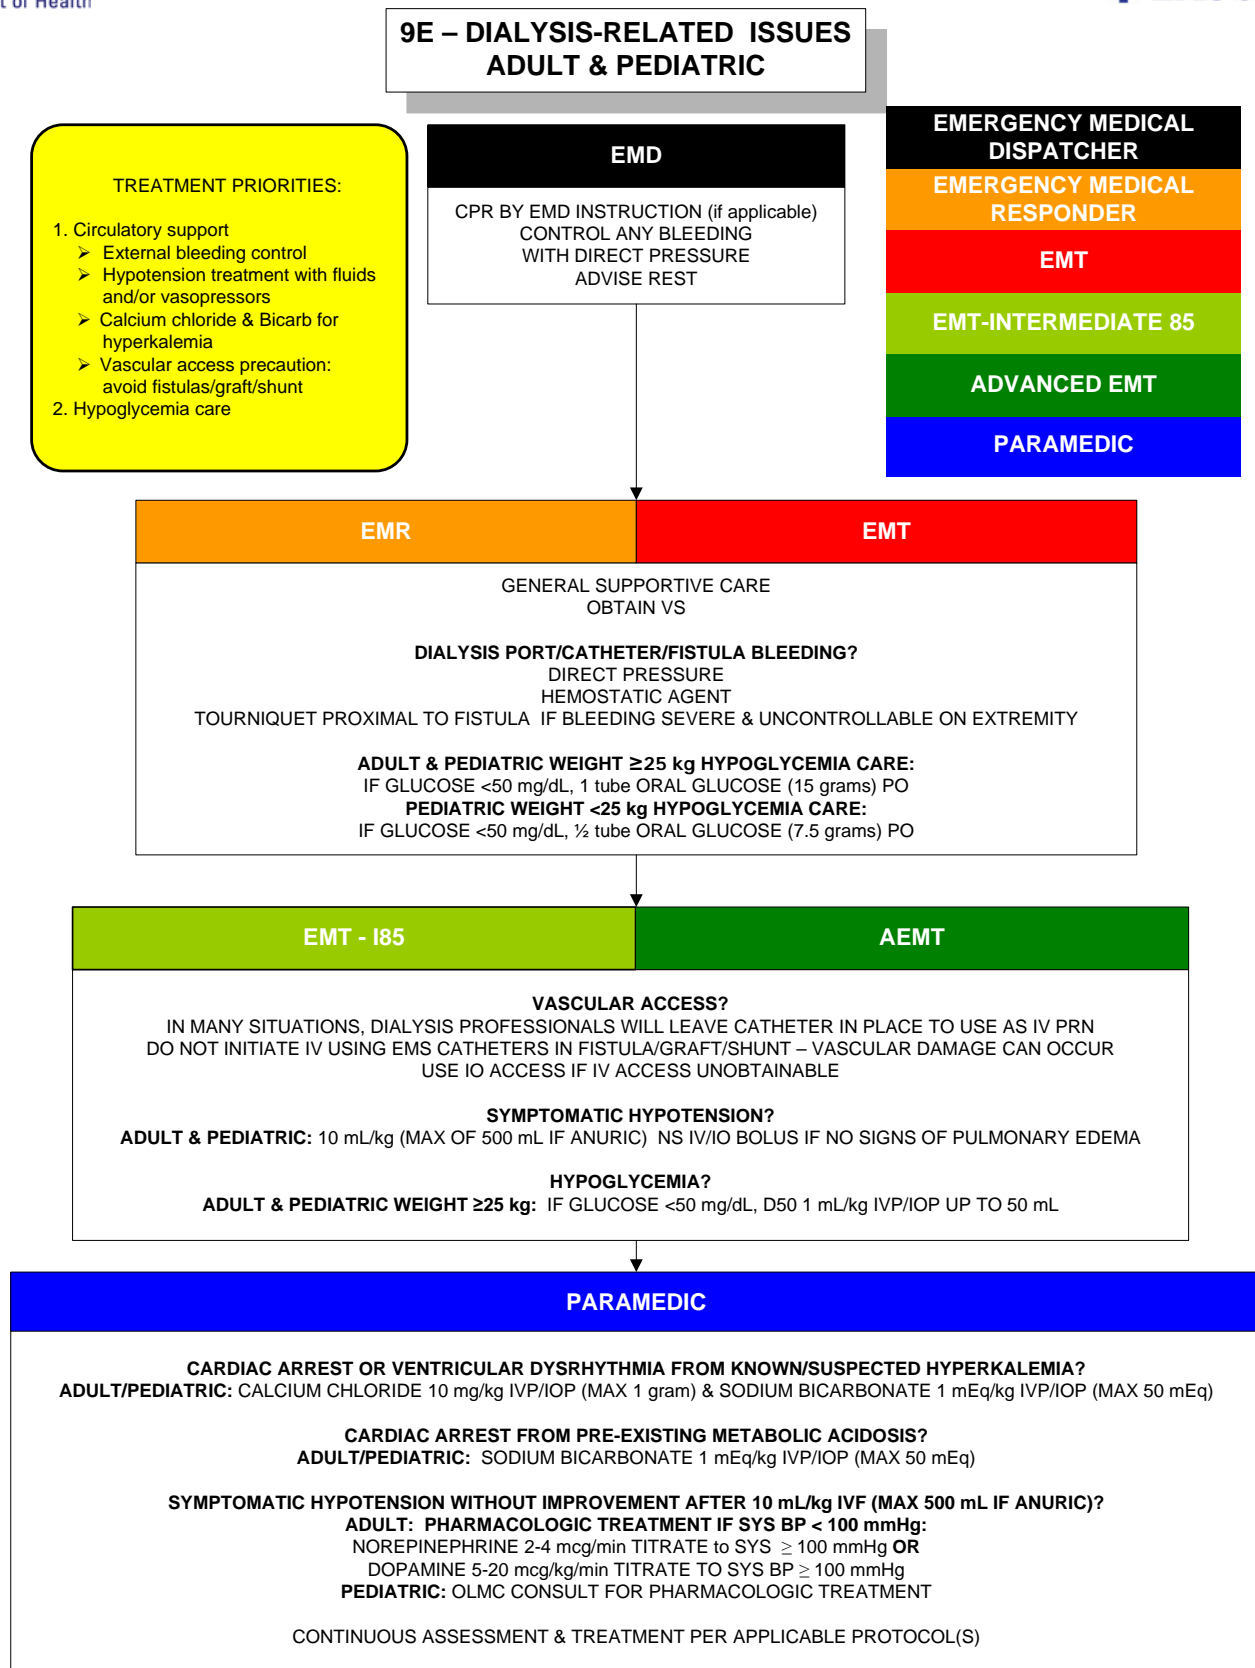 t of Health
9E – DIALYSIS-RELATED ISSUES
ADULT & PEDIATRIC
TREATMENT PRIORITIES:
1. Circulatory support
➢ External bleeding control
➢ Hypotension treatment with fluids
and/or vasopressors
➢ Calcium chloride & Bicarb for
hyperkalemia
➢ Vascular access precaution:
avoid fistulas/graft/shunt
2. Hypoglycemia care
EMD
CPR BY EMD INSTRUCTION (if applicable)
CONTROL ANY BLEEDING
WITH DIRECT PRESSURE
ADVISE REST
EMERGENCY MEDICAL
DISPATCHER
EMERGENCY MEDICAL
RESPONDER
EMT
EMT-INTERMEDIATE 85
ADVANCED EMT
PARAMEDIC
EMR
EMT
GENERAL SUPPORTIVE CARE
OBTAIN VS
DIALYSIS PORT/CATHETER/FISTULA BLEEDING?
DIRECT PRESSURE
HEMOSTATIC AGENT
TOURNIQUET PROXIMAL TO FISTULA IF BLEEDING SEVERE & UNCONTROLLABLE ON EXTREMITY
ADULT & PEDIATRIC WEIGHT ≥25 kg HYPOGLYCEMIA CARE:
IF GLUCOSE <50 mg/dL, 1 tube ORAL GLUCOSE (15 grams) PO
PEDIATRIC WEIGHT <25 kg HYPOGLYCEMIA CARE:
IF GLUCOSE <50 mg/dL, ½ tube ORAL GLUCOSE (7.5 grams) PO
EMT - I85
AEMT
VASCULAR ACCESS?
IN MANY SITUATIONS, DIALYSIS PROFESSIONALS WILL LEAVE CATHETER IN PLACE TO USE AS IV PRN
DO NOT INITIATE IV USING EMS CATHETERS IN FISTULA/GRAFT/SHUNT – VASCULAR DAMAGE CAN OCCUR
USE IO ACCESS IF IV ACCESS UNOBTAINABLE
SYMPTOMATIC HYPOTENSION?
ADULT & PEDIATRIC: 10 mL/kg (MAX OF 500 mL IF ANURIC) NS IV/IO BOLUS IF NO SIGNS OF PULMONARY EDEMA
HYPOGLYCEMIA?
ADULT & PEDIATRIC WEIGHT ≥25 kg: IF GLUCOSE <50 mg/dL, D50 1 mL/kg IVP/IOP UP TO 50 mL
PARAMEDIC
CARDIAC ARREST OR VENTRICULAR DYSRHYTHMIA FROM KNOWN/SUSPECTED HYPERKALEMIA?
ADULT/PEDIATRIC: CALCIUM CHLORIDE 10 mg/kg IVP/IOP (MAX 1 gram) & SODIUM BICARBONATE 1 mEq/kg IVP/IOP (MAX 50 mEq)
CARDIAC ARREST FROM PRE-EXISTING METABOLIC ACIDOSIS?
ADULT/PEDIATRIC: SODIUM BICARBONATE 1 mEq/kg IVP/IOP (MAX 50 mEq)
SYMPTOMATIC HYPOTENSION WITHOUT IMPROVEMENT AFTER 10 mL/kg IVF (MAX 500 mL IF ANURIC)?
ADULT: PHARMACOLOGIC TREATMENT IF SYS BP < 100 mmHg:
NOREPINEPHRINE 2-4 mcg/min TITRATE to SYS ≥ 100 mmHg OR
DOPAMINE 5-20 mcg/kg/min TITRATE TO SYS BP ≥ 100 mmHg
PEDIATRIC: OLMC CONSULT FOR PHARMACOLOGIC TREATMENT
CONTINUOUS ASSESSMENT & TREATMENT PER APPLICABLE PROTOCOL(S)